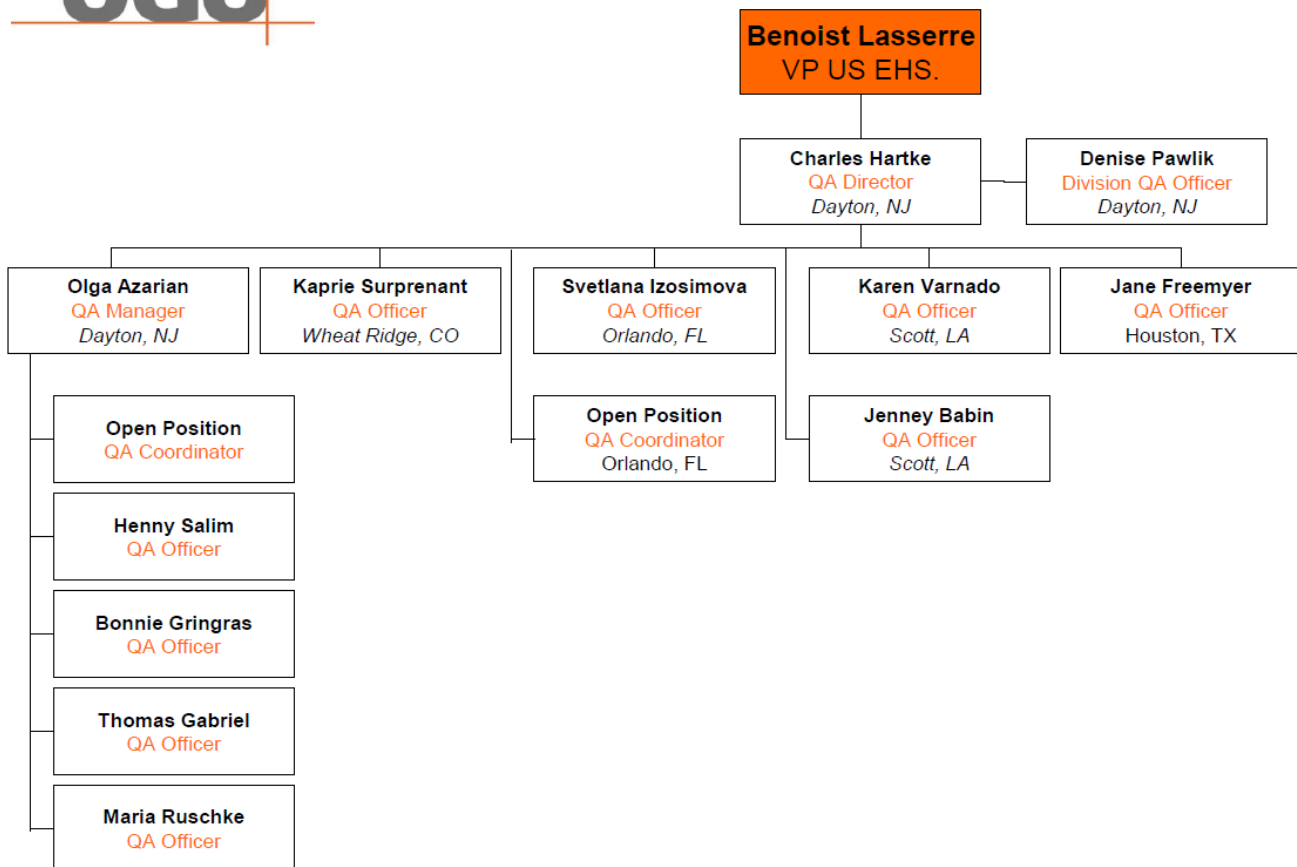 Benoist Lasserre
VP US EHS.
Charles Hartke
QA Director
Dayton, NJ
Denise Pawlik
Division QA Officer
Dayton, NJ
Olga Azarian
QA Manager
Dayton, NJ
Kaprie Surprenant
QA Officer
Wheat Ridge, CO
Svetlana Izosimova
QA Officer
Orlando, FL
Karen Varnado
QA Officer
Scott, LA
Jane Freemyer
QA Officer
Houston, TX
Open Position
QA Coordinator
Open Position
QA Coordinator
Orlando, FL
Jenney Babin
QA Officer
Scott, LA
Henny Salim
QA Officer
Bonnie Gringras
QA Officer
Thomas Gabriel
QA Officer
Maria Ruschke
QA Officer